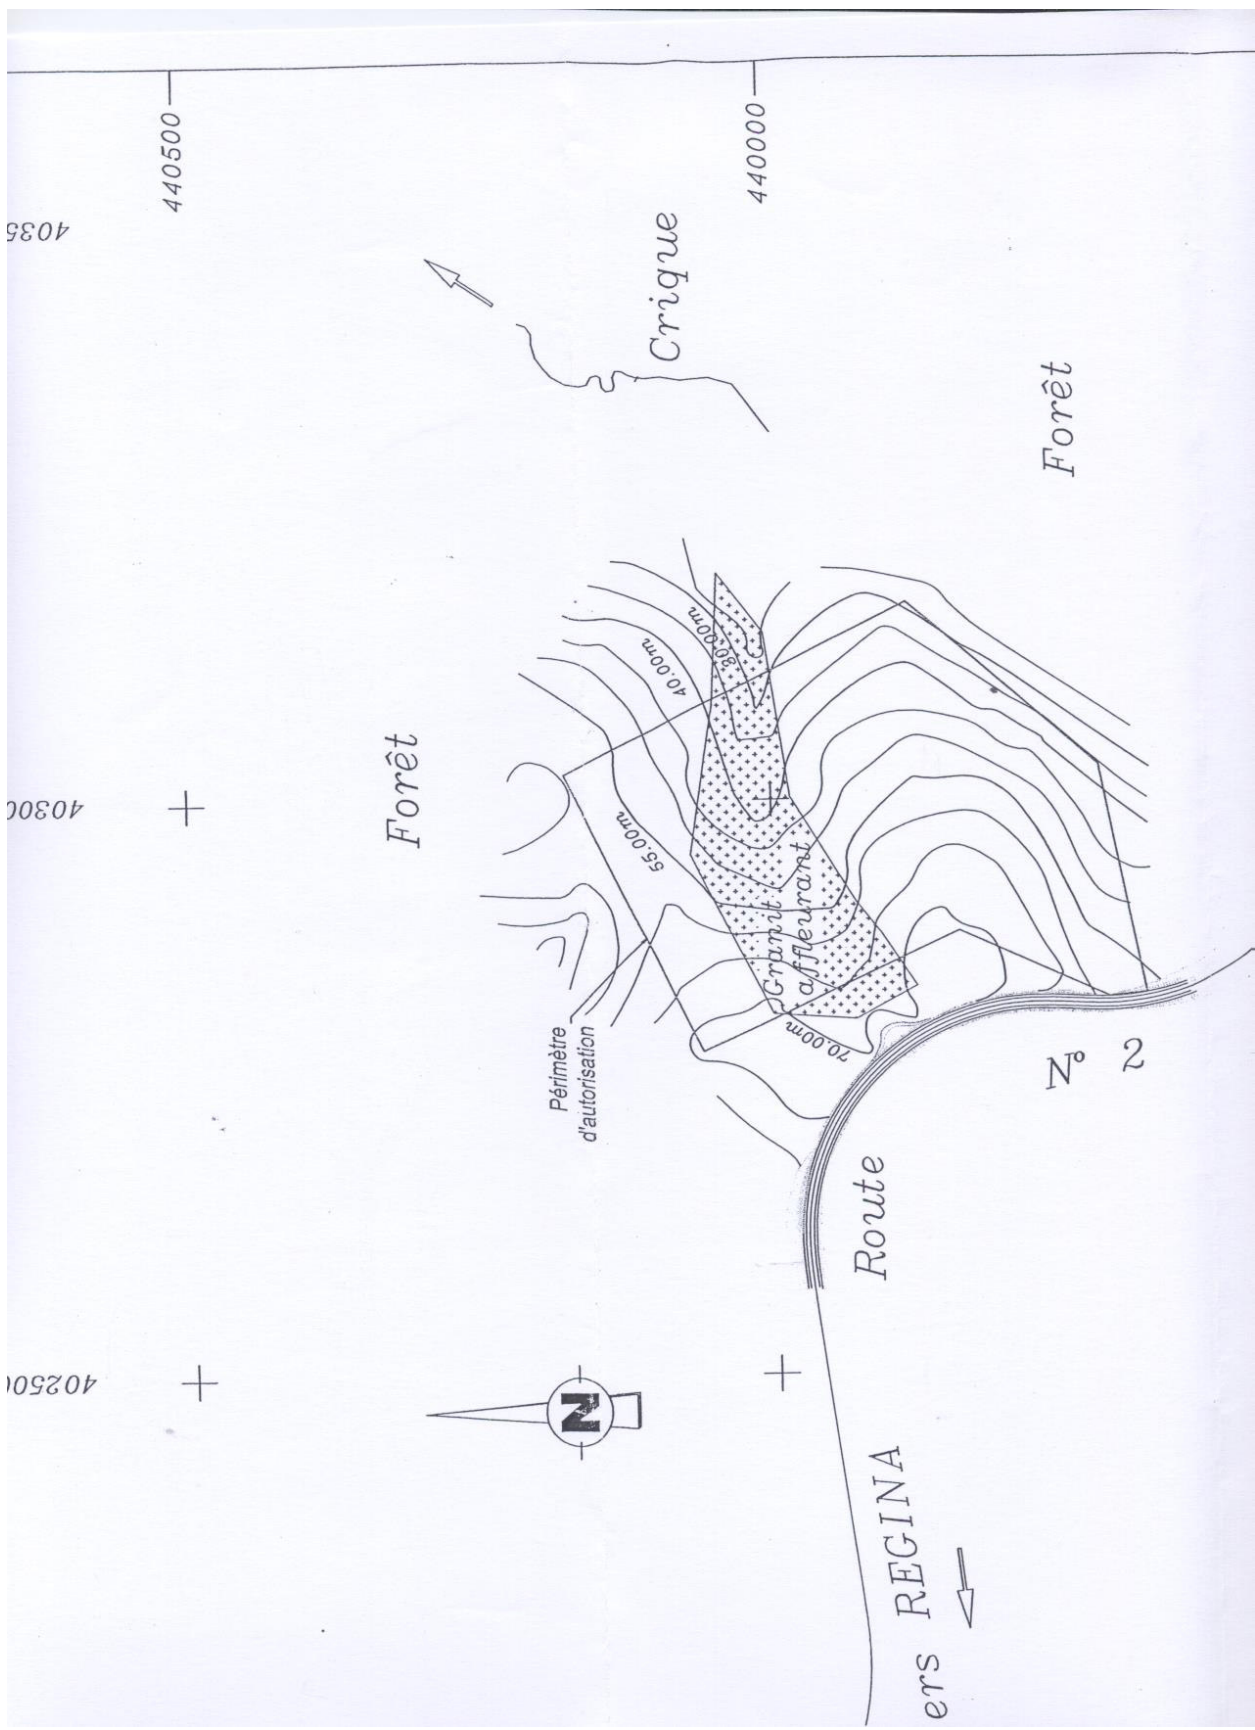 440500
440000
4035
Crique
Forêt
Forêt
4030
30.00m
40.00m
55.00m
Granit
affleurant
70.00m
Périmètre
d'autorisation
N° 2
Route
40250
N
ers REGINA